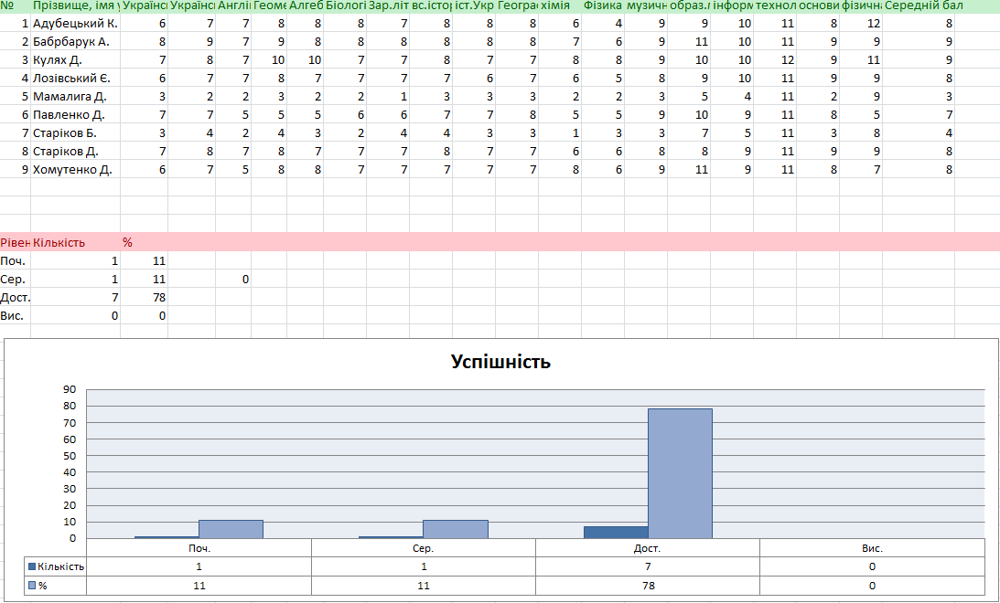 № Прізвище, імя у Українсь Українсь Англій Геоме Алгеб Біологі Зар.літ вс.істор іст.Укр Географ хімія Фізика музичн образ.м інформ технол основи фізична Середній бал
1 Адубецький К. 6 7 7 8 8 8 7 8 8 8 6 4 9 9 10 11 8 12 8
2 Бабрбарук А. 8 9 7 9 8 8 8 8 8 8 7 6 9 11 10 11 9 9 9
3 Кулях Д. 7 8 7 10 10 7 7 8 7 7 8 8 9 10 10 12 9 11 9
4 Лозівський Є. 6 7 7 8 7 7 7 7 6 7 6 5 8 9 10 11 9 9 8
5 Мамалига Д. 3 2 2 3 2 2 1 3 3 3 2 2 3 5 4 11 2 9 3
6 Павленко Д. 7 7 5 5 5 6 6 7 7 8 5 5 9 10 9 11 8 5 7
7 Старіков Б. 3 4 2 4 3 2 4 4 3 3 1 3 3 7 5 11 3 8 4
8 Старіков Д. 7 8 7 8 7 7 7 8 7 7 6 6 8 8 9 11 9 9 8
9 Хомутенко Д. 6 7 5 8 8 7 7 7 7 7 8 6 9 11 9 11 8 7 8
Рівен Кількість %
Поч. 1 11
Сер. 1 11 0
Дост. 7 78
Вис. 0 0
Успішність
90
80
70
60
50
40
30
20
10
0
Поч. Сер. Дост. Вис.
Кількість 1 1 7 0
% 11 11 78 0